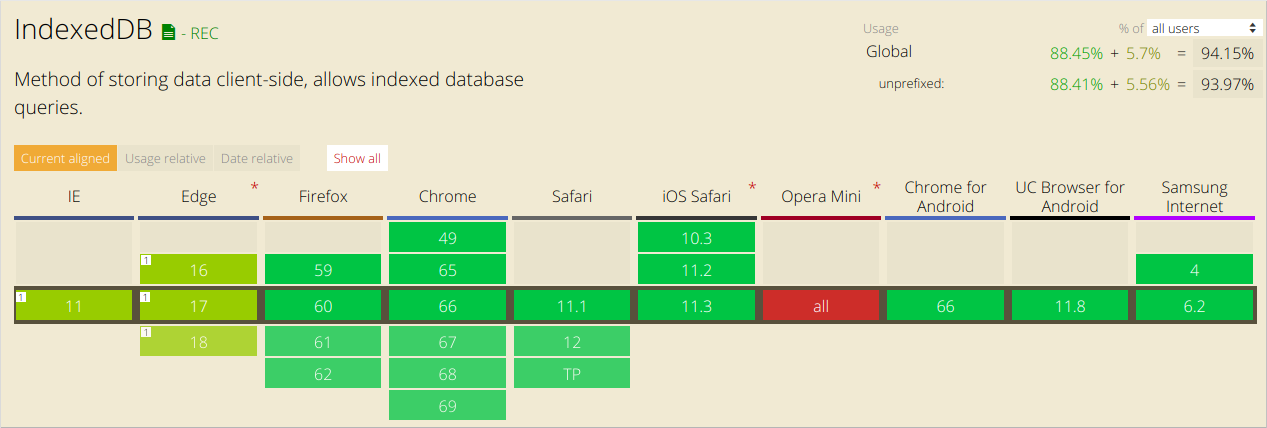 IndexedDB - REC
Usage % of all users
Global 88.45% + 5.7% = 94.15%
unprefixed: 88.41% + 5.56% = 93.97%
Method of storing data client-side, allows indexed database
queries.
Current aligned Usage relative Date relative Show all
IE Edge * Firefox Chrome Safari iOS Safari * Opera Mini * Chrome for Android UC Browser for Android Samsung Internet
49 10.3
1 16 59 65 11.2 4
1 11 1 17 60 66 11.1 11.3 all 66 11.8 6.2
1 18 61 67 12
62 68 TP
69